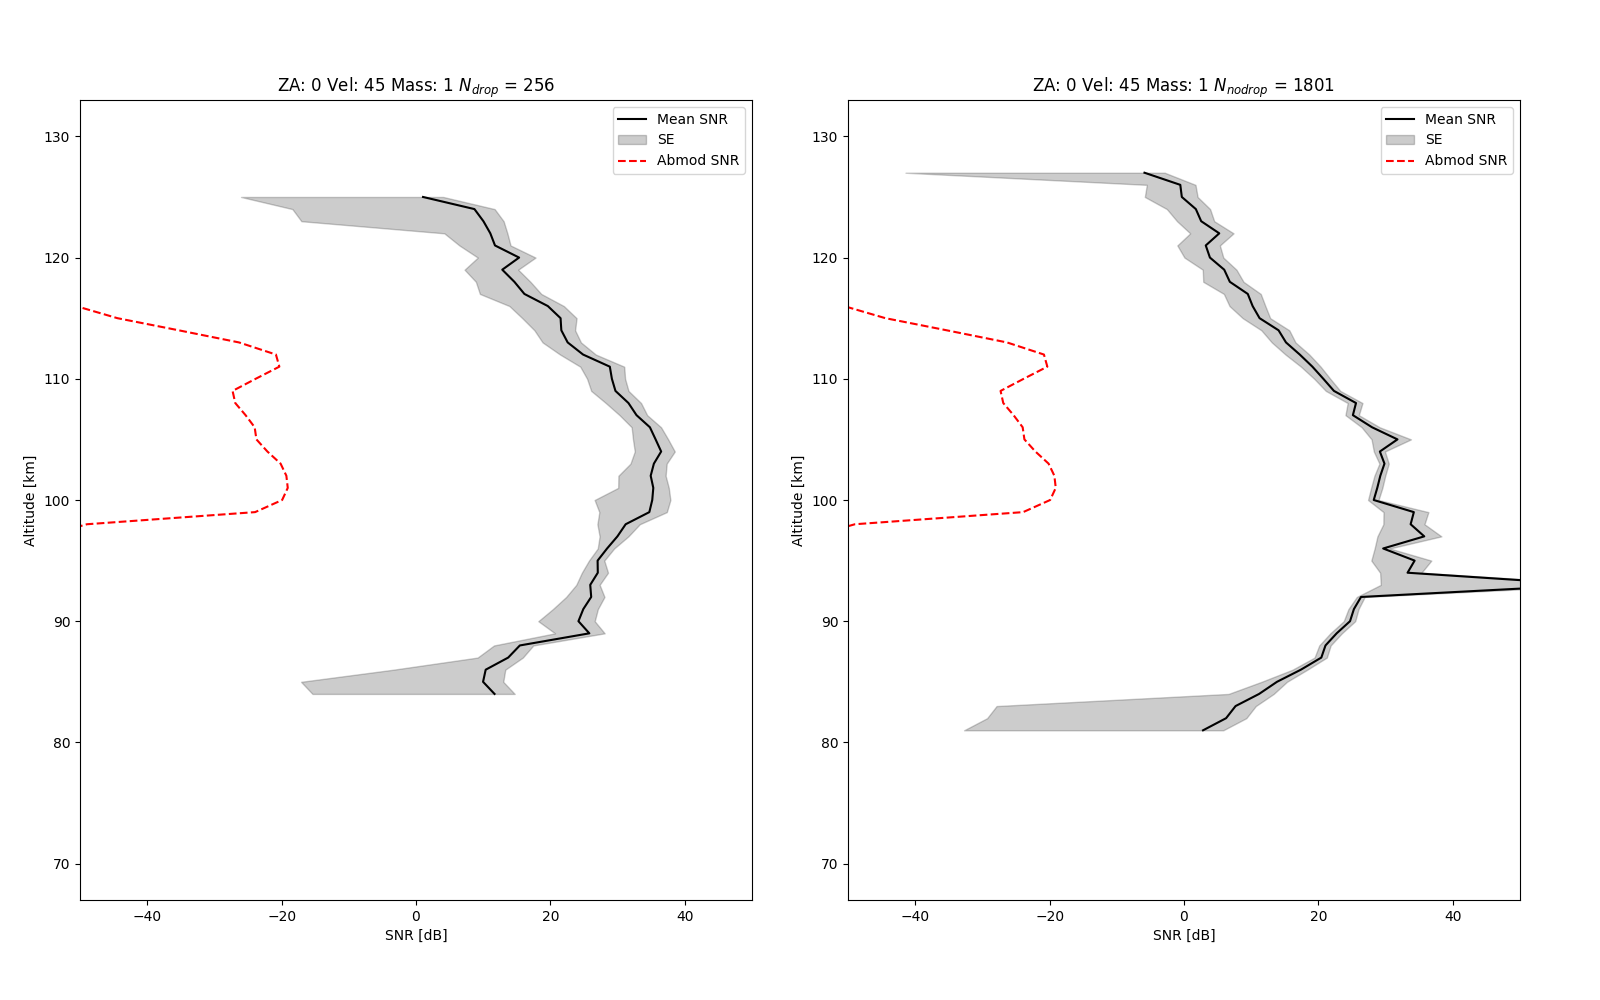 ZA: 0 Vel: 45 Mass: 1 N_drop = 256
Mean SNR
SE
Abmod SNR
130
120
110
100
90
80
70
Altitude [km]
−40
−20
0
20
40
SNR [dB]
ZA: 0 Vel: 45 Mass: 1 N_nodrop = 1801
Mean SNR
SE
Abmod SNR
130
120
110
100
90
80
70
Altitude [km]
−40
−20
0
20
40
SNR [dB]